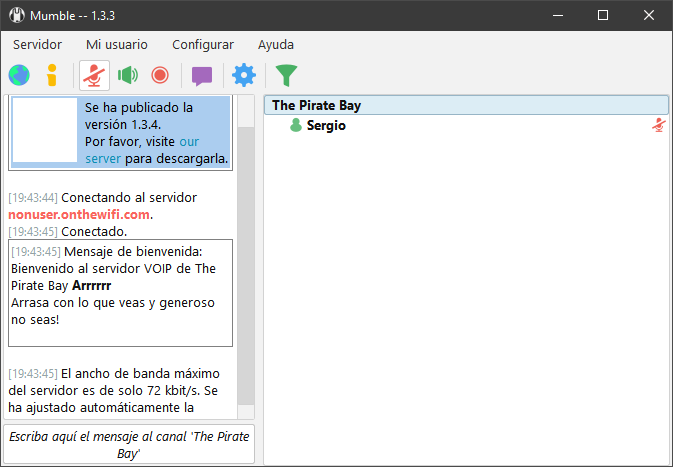 Mumble -- 1.3.3
Servidor Mi usuario Configurar Ayuda
Se ha publicado la
versión 1.3.4.
Por favor, visite our
server para descargarla.
[19:43:44] Conectando al servidor
nonuser.onthewifi.com.
[19:43:45] Conectado.
[19:43:45] Mensaje de bienvenida:
Bienvenido al servidor VOIP de The
Pirate Bay Arrrrrr
Arrasa con lo que veas y generoso
no seas!
[19:43:45] El ancho de banda máximo
del servidor es de solo 72 kbit/s. Se
ha ajustado automáticamente la
Escriba aquí el mensaje al canal 'The Pirate
Bay'
The Pirate Bay
Sergio